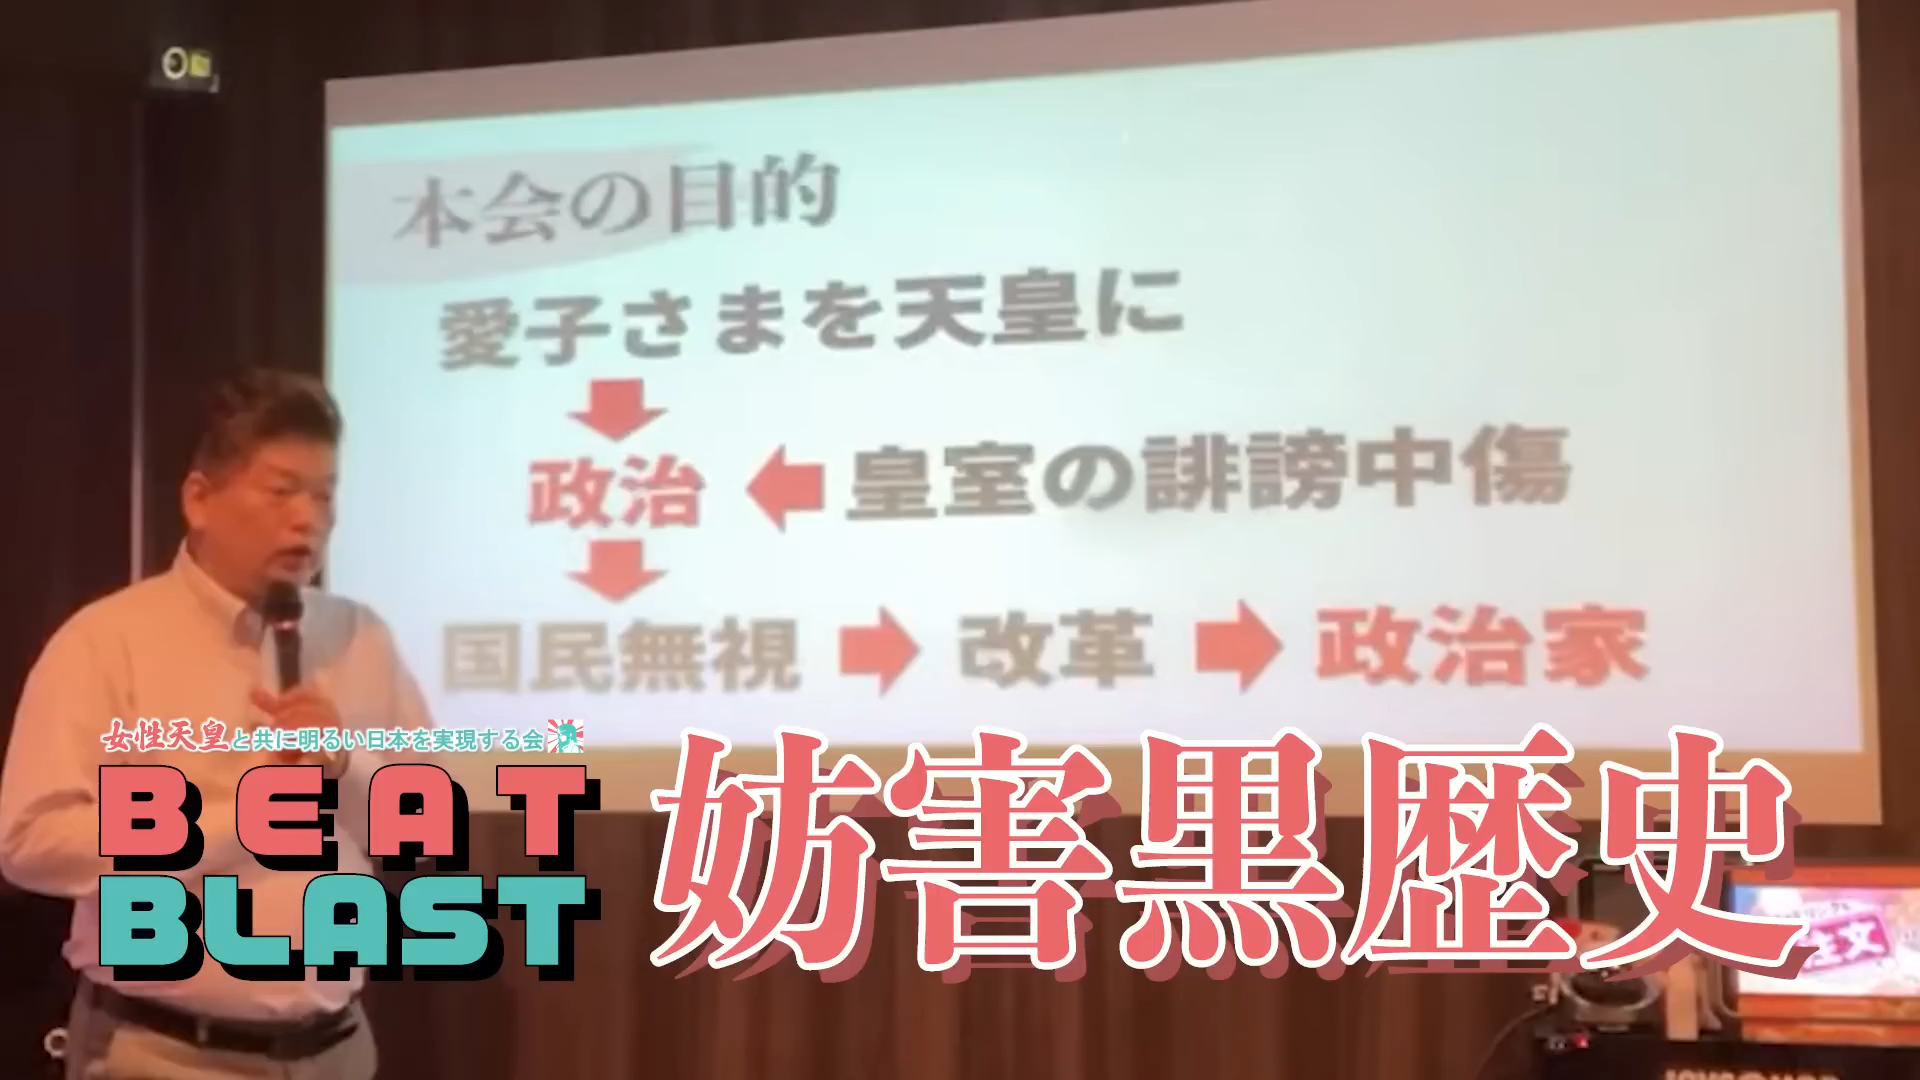 本会の目的
愛子さまを天皇に
政治 皇室の誹謗中傷
国民無視 改革 政治家
女性天皇と共に明るい日本を実現する会
BEAT
BLAST
妨害黒歴史
注文